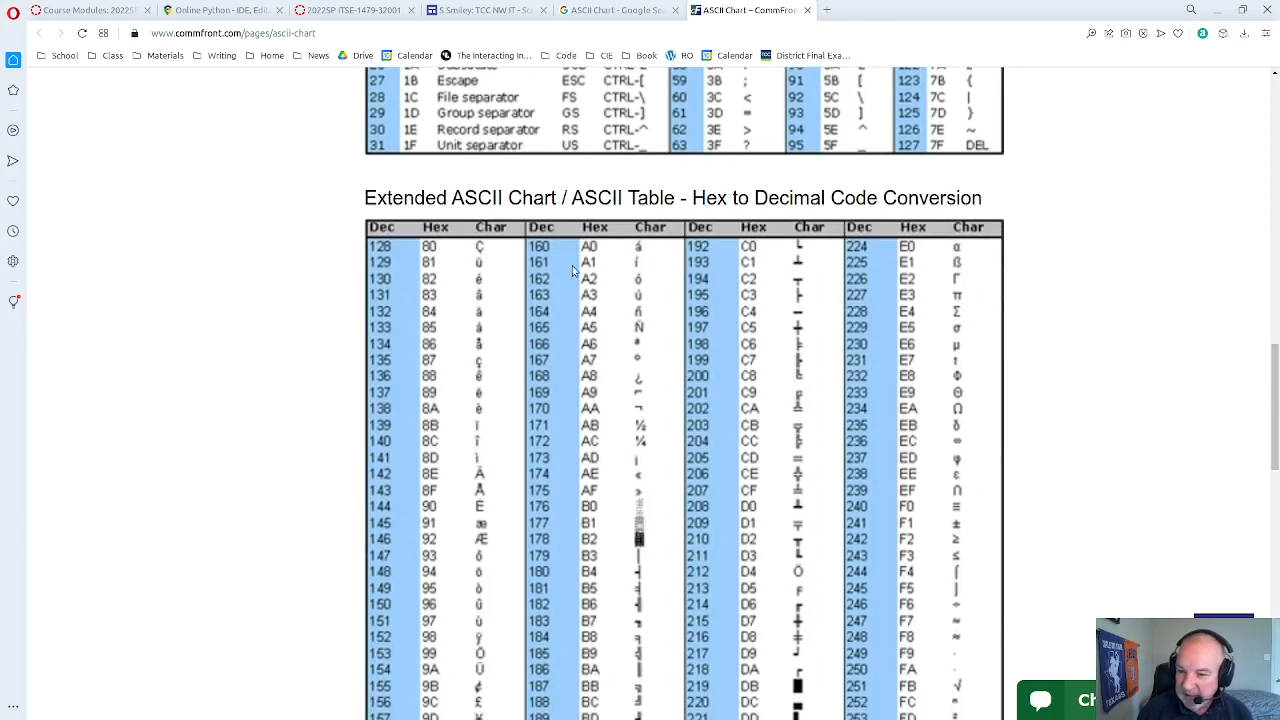 Course Modules: 2022SF
Online Python - IDE, Edit
2022SP ITSE-1479-32001
S Smiley: TCC NW IT - Scr
ASCII Chart - Google Sea
ASCII Chart – CommFron
www.commfront.com/pages/ascii-chart
School Class Materials Writing Home News Drive Calendar The Interacting In... Code CIE Book RO Calendar District Final Exa...
27 1B Escape ESC CTRL-[ 59 3B ; 91 5B [ 123 7B {
28 1C File separator FS CTRL-\ 60 3C < 92 5C \ 124 7C |
29 1D Group separator GS CTRL-] 61 3D = 93 5D ] 125 7D }
30 1E Record separator RS CTRL-^ 62 3E > 94 5E ^ 126 7E ~
31 1F Unit separator US CTRL-_ 63 3F ? 95 5F _ 127 7F DEL
Extended ASCII Chart / ASCII Table - Hex to Decimal Code Conversion
Dec Hex Char Dec Hex Char Dec Hex Char Dec Hex Char
128 80 Ç 160 A0 á 192 C0 └ 224 E0 α
129 81 ü 161 A1 í 193 C1 ┴ 225 E1 ß
130 82 é 162 A2 ó 194 C2 ┬ 226 E2 Γ
131 83 â 163 A3 ú 195 C3 ├ 227 E3 π
132 84 164 A4 ñ 196 C4 ─ 228 E4 Σ
133 85 à 165 A5 Ñ 197 C5 ┼ 229 E5 σ
134 86 å 166 A6 ª 198 C6 ╞ 230 E6 µ
135 87 ç 167 A7 º 199 C7 ╟ 231 E7
136 88 ê 168 A8 ¿ 200 C8 ╚ 232 E8 Φ
137 89 ë 169 A9 ⌐ 201 C9 ╔ 233 E9 Θ
138 8A è 170 AA ¬ 202 CA ╩ 234 EA Ω
139 8B ï 171 AB ½ 203 CB ╦ 235 EB δ
140 8C î 172 AC ¼ 204 CC ╠ 236 EC ∞
141 8D ì 173 AD ¡ 205 CD ═ 237 ED φ
142 8E Ä 174 AE « 206 CE ╬ 238 EE ε
143 8F Å 175 AF » 207 CF ╧ 239 EF ∩
144 90 176 B0 ░ 208 D0 ╨ 240 F0 ≡
145 91 æ 177 B1 ▒ 209 D1 ╤ 241 F1 ±
146 92 Æ 178 B2 ▓ 210 D2 ╥ 242 F2 ≥
147 93 ô 179 B3 │ 211 D3 ╙ 243 F3 ≤
148 94 ö 180 B4 ┤ 212 D4 Ö 244 F4 ⌠
149 95 ò 181 B5 ╡ 213 D5 ╒ 245 F5 ⌡
150 96 û 182 B6 ╢ 214 D6 ╓ 246 F6 ÷
151 97 ù 183 B7 ╖ 215 D7 ╫ 247 F7 ≈
152 98 ÿ 184 B8 ╕ 216 D8 ╪ 248 F8 ≈
153 99 Ö 185 B9 ╣ 217 D9 ┘ 249 F9 ·
154 9A Ü 186 BA ║ 218 DA ┌ 250 FA ·
155 9B ¢ 187 BB ╗ 219 DB █ 251 FB √
156 9C £ 188 BC ╝ 220 DC ▄ 252 FC ⁿ
157 9D ¥ 189 BD 221 DD 253 FD ²
Ch